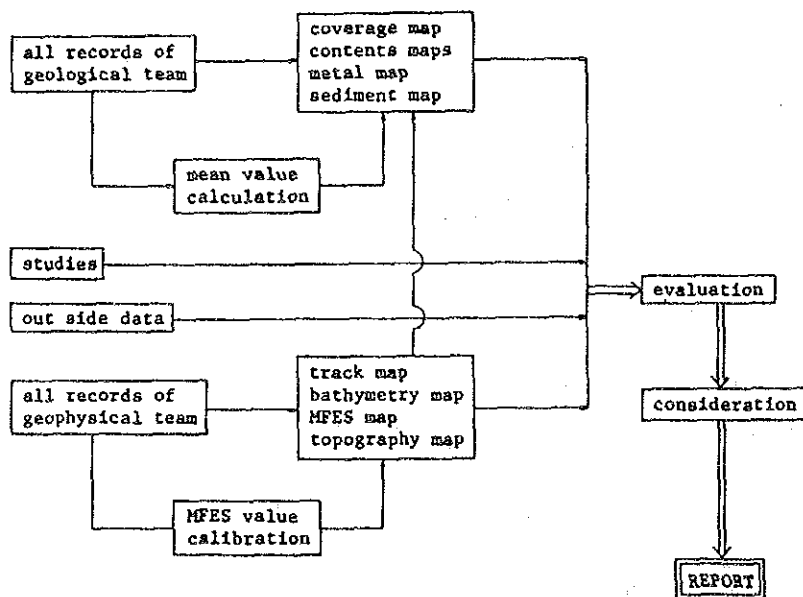 all records of
geological team
coverage map
contents maps
metal map
sediment map
mean value
calculation
studies
out side data
evaluation
all records of
geophysical team
track map
bathymetry map
MFES map
topography map
consideration
MFES value
calibration
REPORT